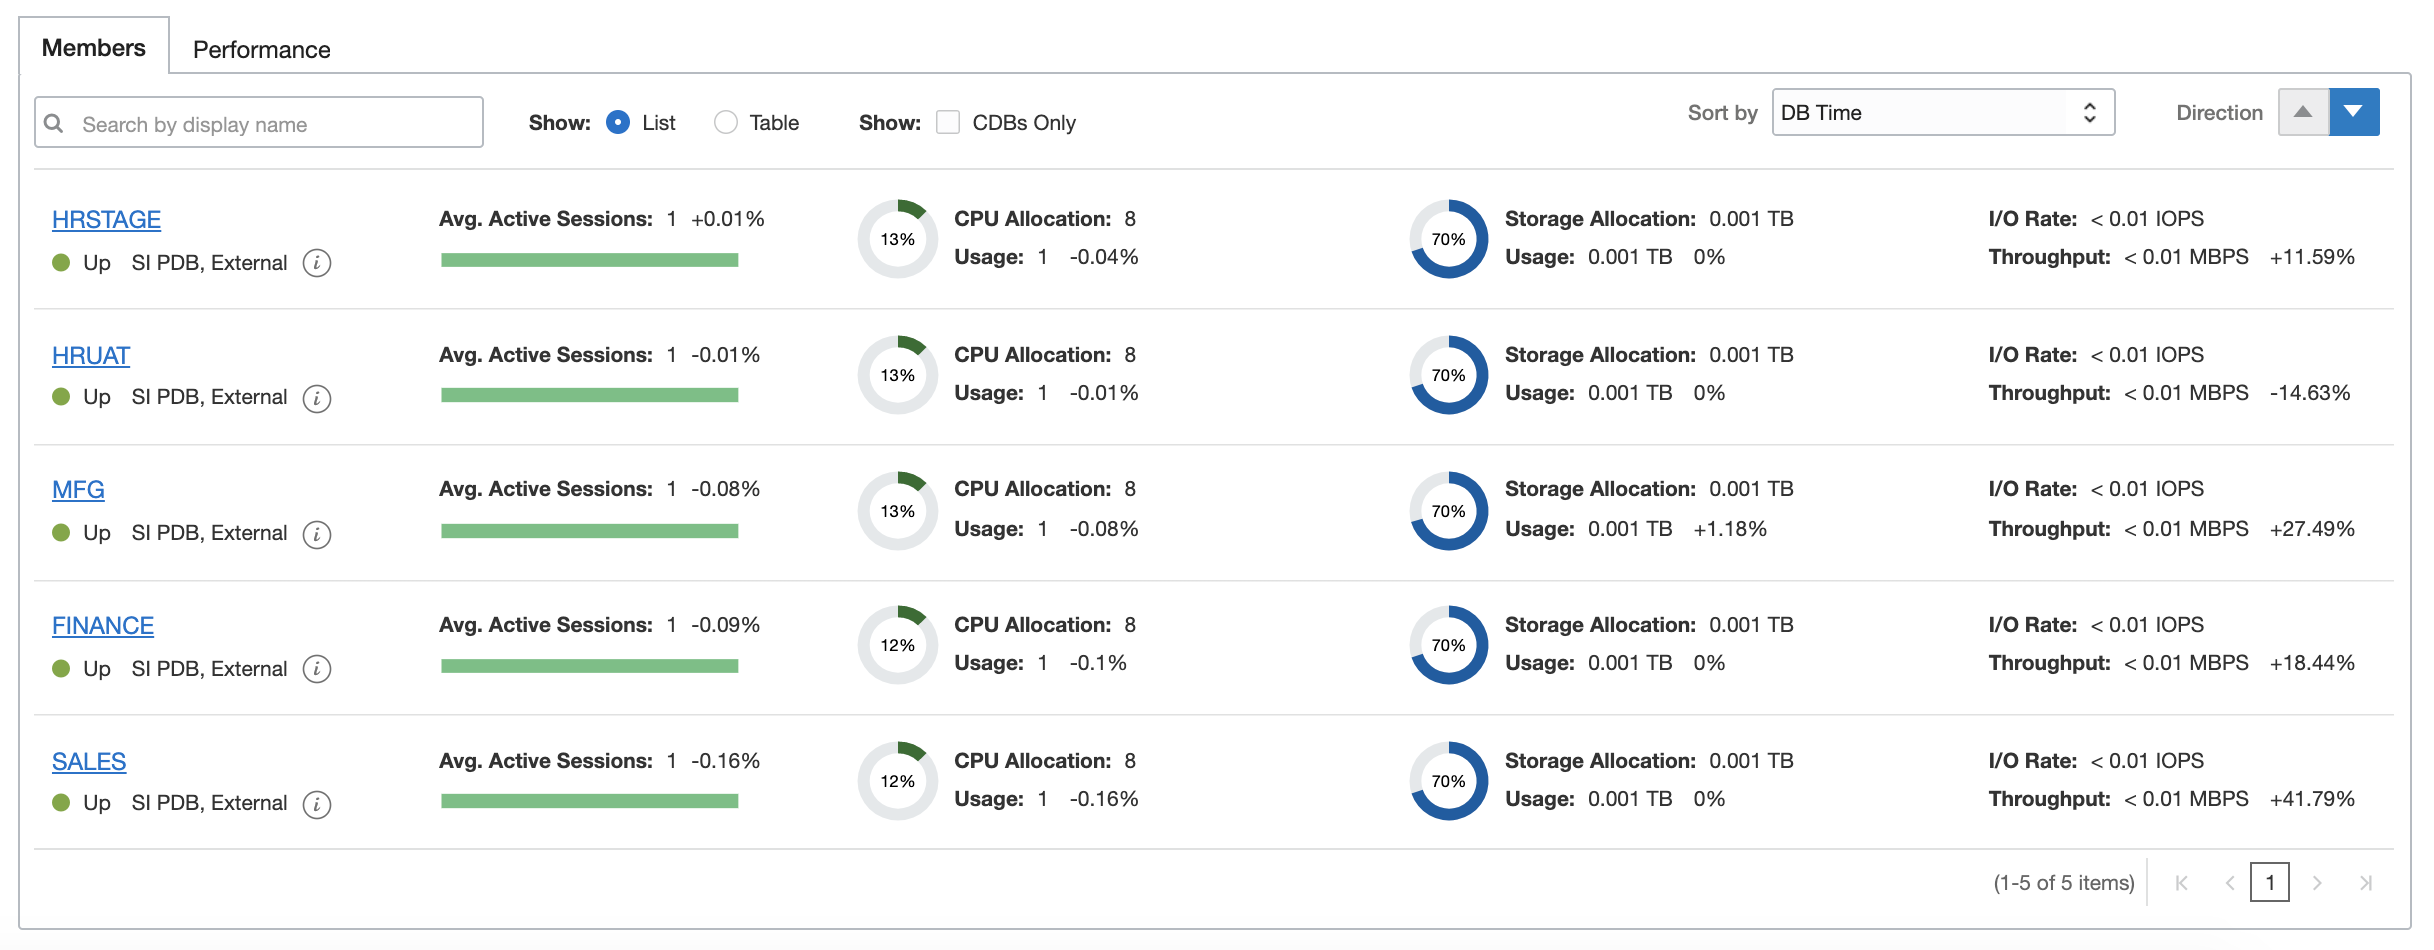 Members Performance
Search by display name Show: List Table Show: CDBs Only Sort by DB Time Direction
HRSTAGE Avg. Active Sessions: 1 +0.01% 13% CPU Allocation: 8 70% Storage Allocation: 0.001 TB I/O Rate: < 0.01 IOPS
Up SI PDB, External i Usage: 1 -0.04% Usage: 0.001 TB 0% Throughput: < 0.01 MBPS +11.59%
HRUAT Avg. Active Sessions: 1 -0.01% 13% CPU Allocation: 8 70% Storage Allocation: 0.001 TB I/O Rate: < 0.01 IOPS
Up SI PDB, External i Usage: 1 -0.01% Usage: 0.001 TB 0% Throughput: < 0.01 MBPS -14.63%
MFG Avg. Active Sessions: 1 -0.08% 13% CPU Allocation: 8 70% Storage Allocation: 0.001 TB I/O Rate: < 0.01 IOPS
Up SI PDB, External i Usage: 1 -0.08% Usage: 0.001 TB +1.18% Throughput: < 0.01 MBPS +27.49%
FINANCE Avg. Active Sessions: 1 -0.09% 12% CPU Allocation: 8 70% Storage Allocation: 0.001 TB I/O Rate: < 0.01 IOPS
Up SI PDB, External i Usage: 1 -0.1% Usage: 0.001 TB 0% Throughput: < 0.01 MBPS +18.44%
SALES Avg. Active Sessions: 1 -0.16% 12% CPU Allocation: 8 70% Storage Allocation: 0.001 TB I/O Rate: < 0.01 IOPS
Up SI PDB, External i Usage: 1 -0.16% Usage: 0.001 TB 0% Throughput: < 0.01 MBPS +41.79%
(1-5 of 5 items) 1